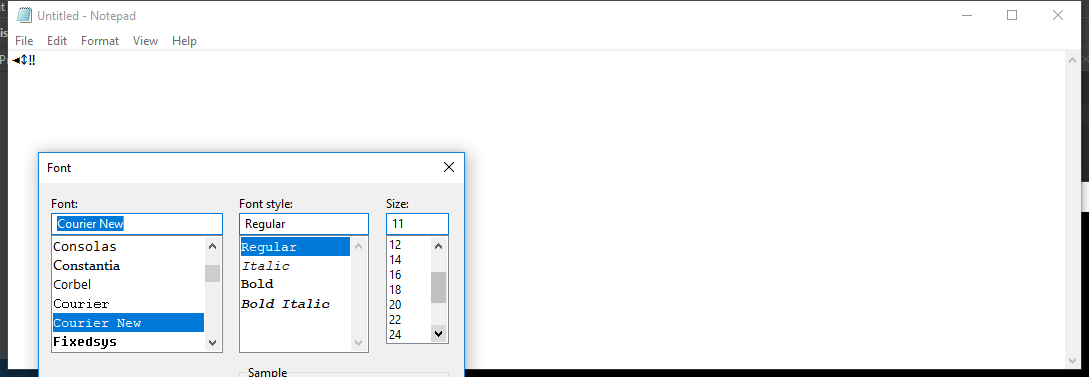 Untitled - Notepad
File Edit Format View Help
◄↕‼
Font
Font: Font style: Size:
Courier New Regular 11
Consolas Regular 12
Constantia Italic 14
Corbel Bold 16
Courier Bold Italic 18
Courier New 20
Fixedsys 22
24
Sample